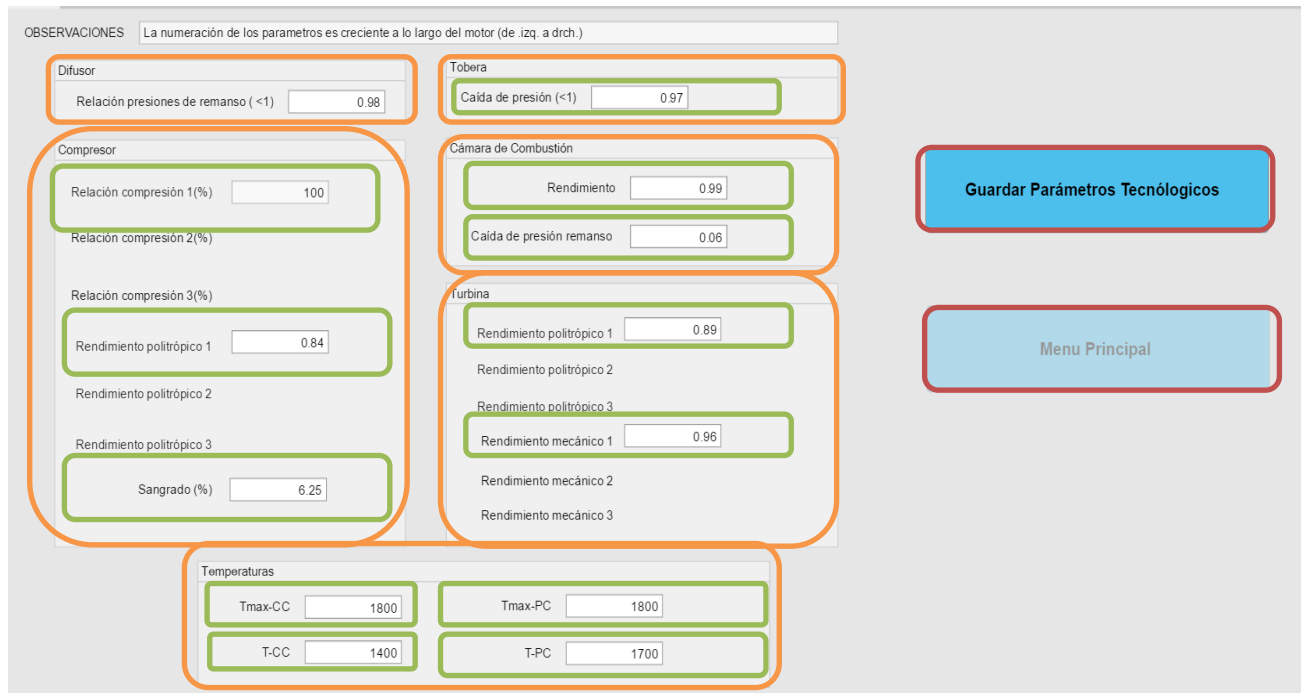 OBSERVACIONES La numeración de los parametros es creciente a lo largo del motor (de .izq. a drch.)
Difusor
Relación presiones de remanso ( <1) 0.98
Tobera
Caída de presión (<1) 0.97
Compresor
Relación compresión 1(%) 100
Relación compresión 2(%)
Relación compresión 3(%)
Rendimiento politrópico 1 0.84
Rendimiento politrópico 2
Rendimiento politrópico 3
Sangrado (%) 6.25
Cámara de Combustión
Rendimiento 0.99
Caída de presión remanso 0.06
Turbina
Rendimiento politrópico 1 0.89
Rendimiento politrópico 2
Rendimiento politrópico 3
Rendimiento mecánico 1 0.96
Rendimiento mecánico 2
Rendimiento mecánico 3
Temperaturas
Tmax-CC 1800 Tmax-PC 1800
T-CC 1400 T-PC 1700
Guardar Parámetros Tecnólogicos
Menu Principal